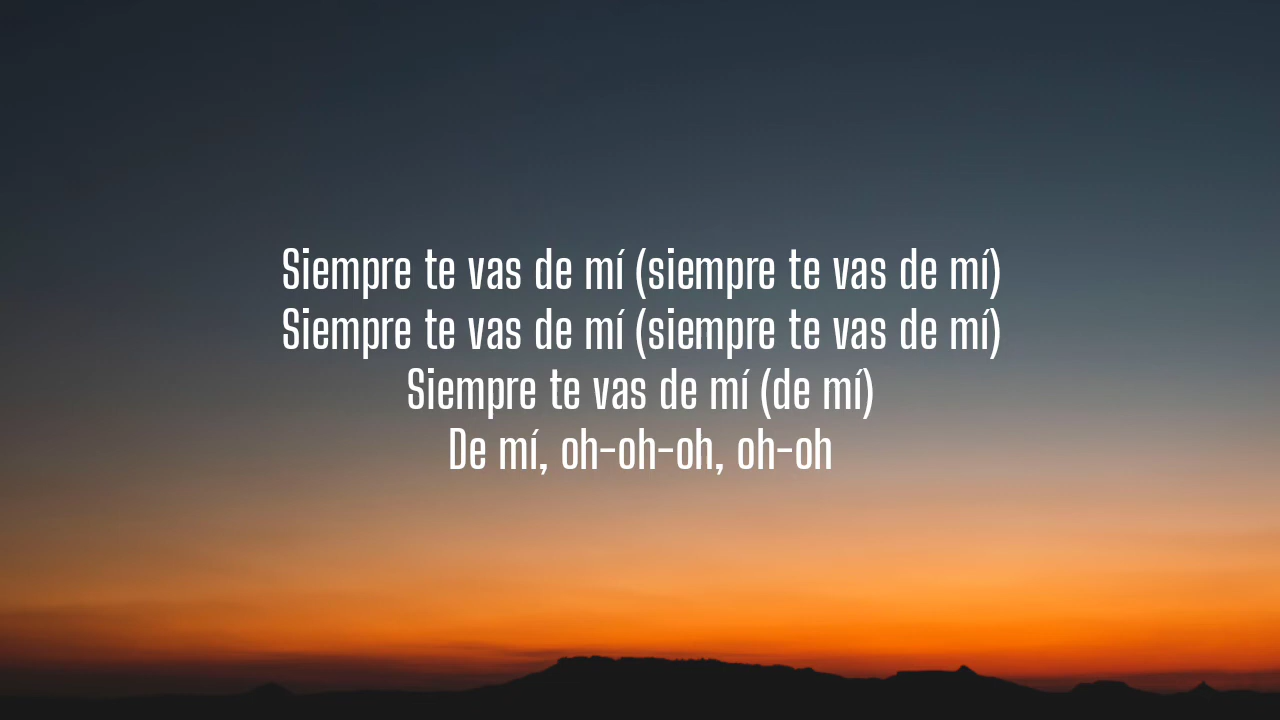 Siempre te vas de mí (siempre te vas de mí)
Siempre te vas de mí (siempre te vas de mí)
Siempre te vas de mí (de mí)
De mí, oh-oh-oh, oh-oh